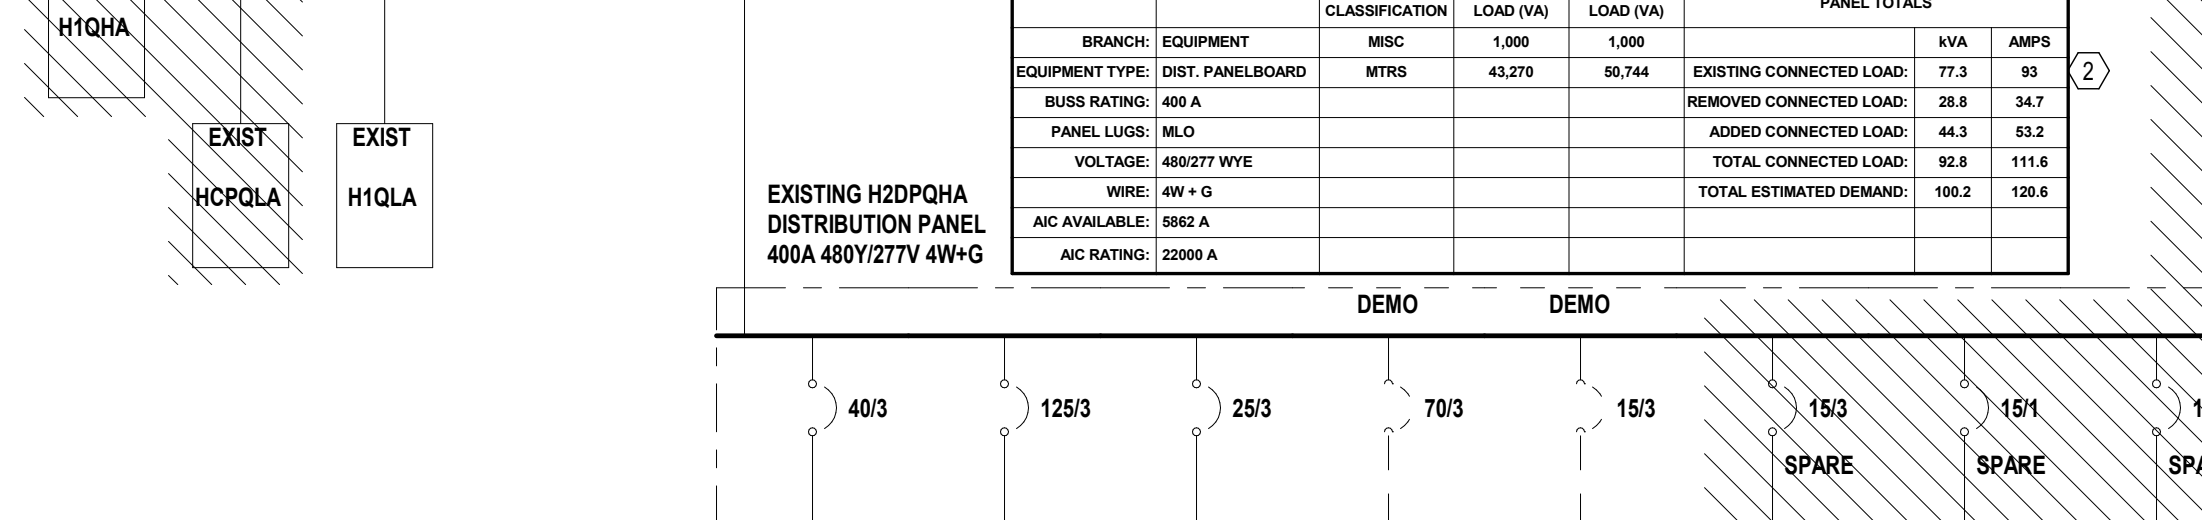 H1QHA
EXIST
HCPQLA
EXIST
H1QLA
EXISTING H2DPQHA
DISTRIBUTION PANEL
400A 480Y/277V 4W+G
CLASSIFICATION LOAD (VA) LOAD (VA) PANEL TOTALS
BRANCH: EQUIPMENT MISC 1,000 1,000 kVA AMPS
EQUIPMENT TYPE: DIST. PANELBOARD MTRS 43,270 50,744 EXISTING CONNECTED LOAD: 77.3 93
2
BUSS RATING: 400 A REMOVED CONNECTED LOAD: 28.8 34.7
PANEL LUGS: MLO ADDED CONNECTED LOAD: 44.3 53.2
VOLTAGE: 480/277 WYE TOTAL CONNECTED LOAD: 92.8 111.6
WIRE: 4W + G TOTAL ESTIMATED DEMAND: 100.2 120.6
AIC AVAILABLE: 5862 A
AIC RATING: 22000 A
DEMO DEMO
40/3 125/3 25/3 70/3 15/3 15/3 15/1
SPARE SPARE